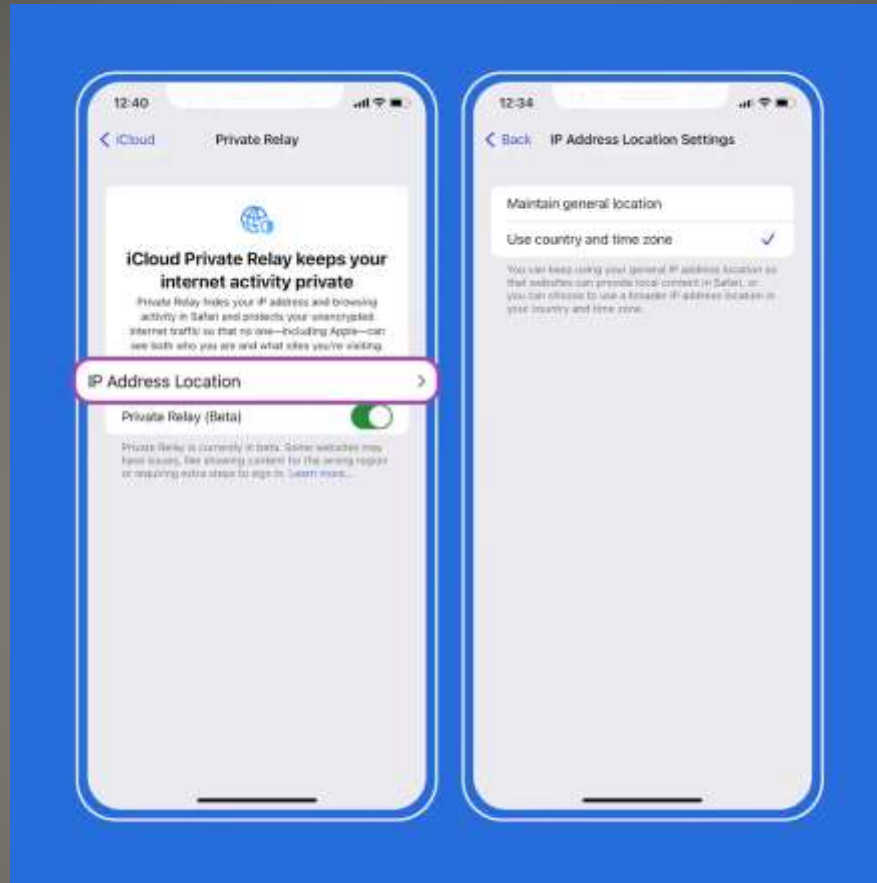 12:40
iCloud
Private Relay
iCloud Private Relay keeps your
internet activity private
Private Relay hides your IP address and browsing
activity in Safari and protects your unencrypted
internet traffic so that no one—including Apple—can
see both who you are and what sites you're visiting.
IP Address Location
Private Relay (Beta)
Private Relay is currently in beta. Some websites may
have issues, like showing content for the wrong region
or requiring extra steps to sign in. Learn more...
12:34
Back
IP Address Location Settings
Maintain general location
Use country and time zone
You can keep using your general IP address location so
that websites can provide local content in Safari, or
you can choose to use a broader IP address location in
your country and time zone.